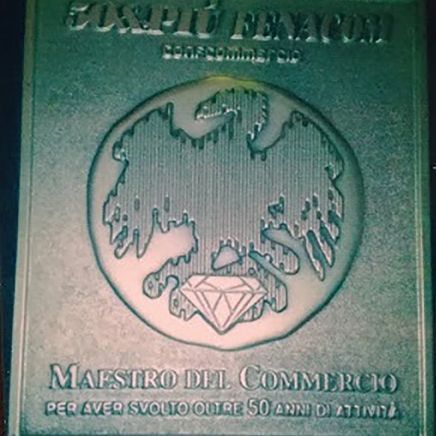 50&PIÙ FENACOM
confcommercio
MAESTRO DEL COMMERCIO
PER AVER SVOLTO OLTRE 50 ANNI DI ATTIVITÀ